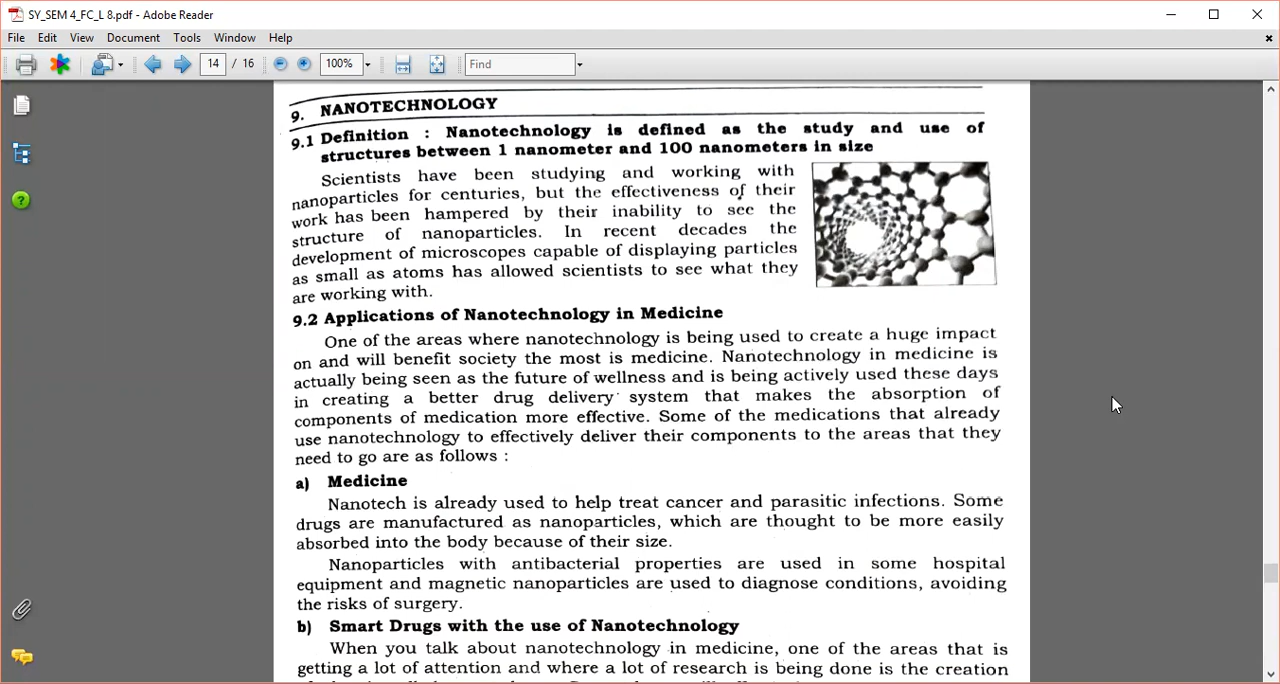 SY_SEM 4_FC_L 8.pdf - Adobe Reader
File Edit View Document Tools Window Help
14 / 16 100% Find
9. NANOTECHNOLOGY
9.1 Definition : Nanotechnology is defined as the study and use of
structures between 1 nanometer and 100 nanometers in size
Scientists have been studying and working with
nanoparticles for centuries, but the effectiveness of their
work has been hampered by their inability to see the
structure of nanoparticles. In recent decades the
development of microscopes capable of displaying particles
as small as atoms has allowed scientists to see what they
are working with.
9.2 Applications of Nanotechnology in Medicine
One of the areas where nanotechnology is being used to create a huge impact
on and will benefit society the most is medicine. Nanotechnology in medicine is
actually being seen as the future of wellness and is being actively used these days
in creating a better drug delivery system that makes the absorption of
components of medication more effective. Some of the medications that already
use nanotechnology to effectively deliver their components to the areas that they
need to go are as follows :
a) Medicine
Nanotech is already used to help treat cancer and parasitic infections. Some
drugs are manufactured as nanoparticles, which are thought to be more easily
absorbed into the body because of their size.
Nanoparticles with antibacterial properties are used in some hospital
equipment and magnetic nanoparticles are used to diagnose conditions, avoiding
the risks of surgery.
b) Smart Drugs with the use of Nanotechnology
When you talk about nanotechnology in medicine, one of the areas that is
getting a lot of attention and where a lot of research is being done is the creation